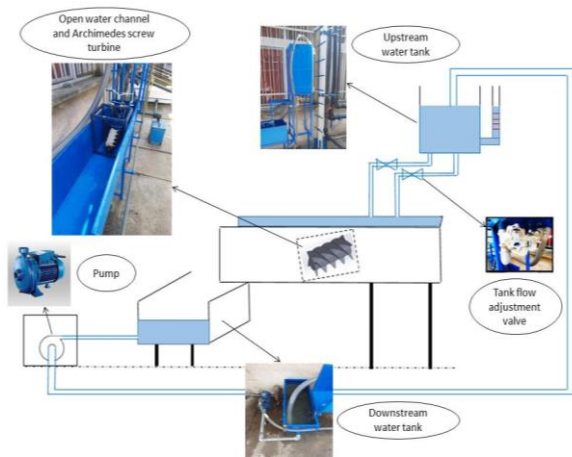 Open water channel
and Archimedes screw
turbine
Upstream
water tank
Pump
Tank flow
adjustment
valve
Downstream
water tank